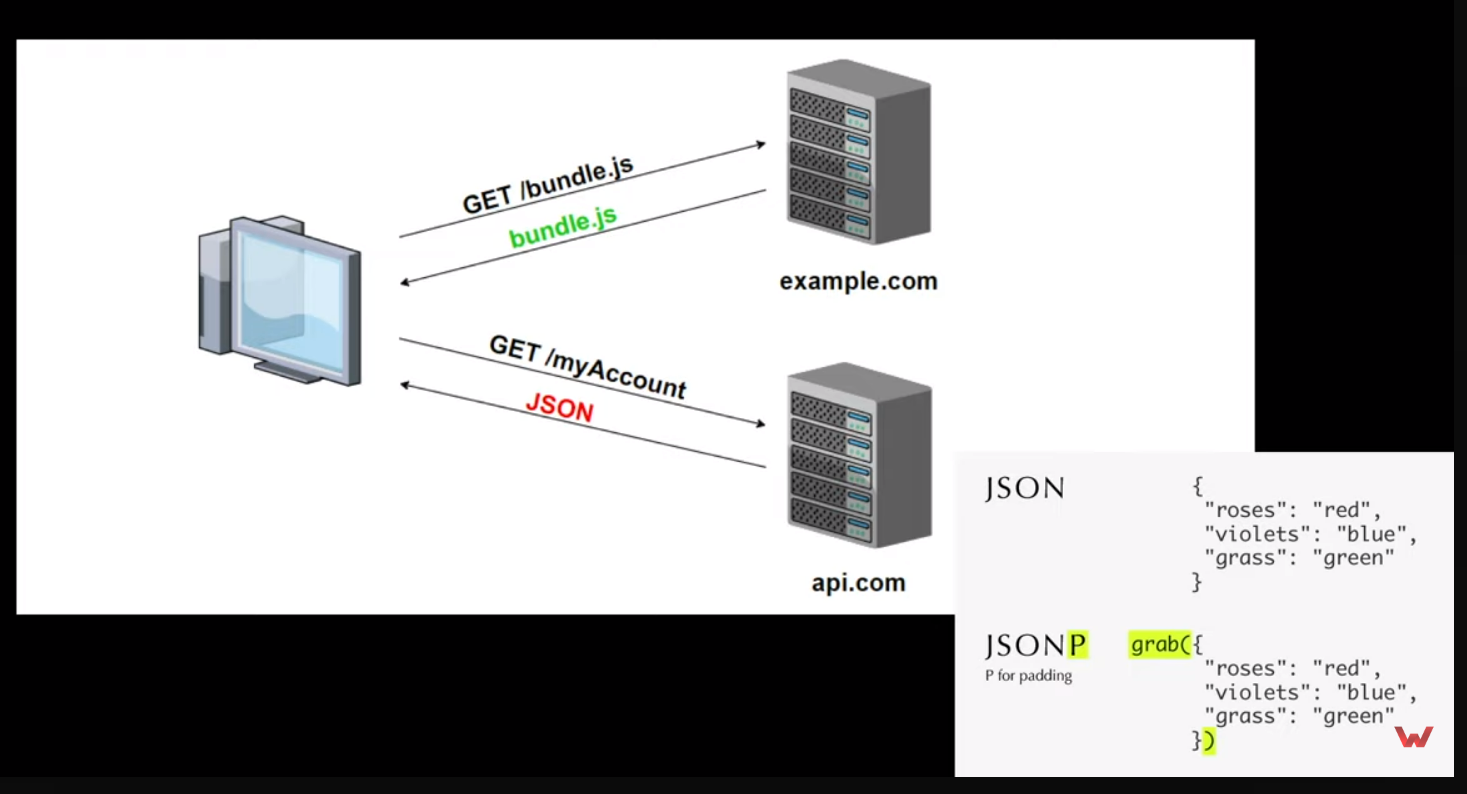 GET /bundle.js
bundle.js
example.com
GET /myAccount
JSON
api.com
JSON
{
"roses": "red",
"violets": "blue",
"grass": "green"
}
JSONP
P for padding
grab({
"roses": "red",
"violets": "blue",
"grass": "green"
})